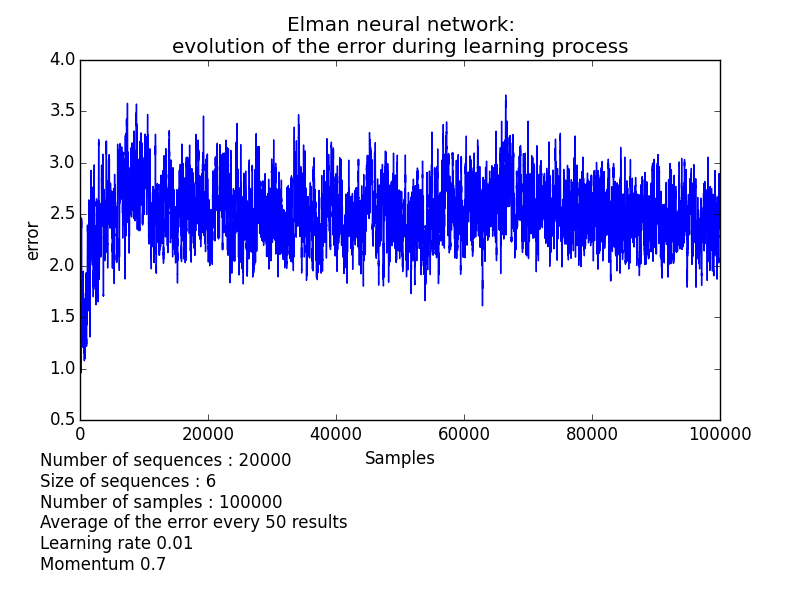 Elman neural network:
evolution of the error during learning process
4.0
3.5
3.0
2.5
2.0
1.5
1.0
0.5
error
0 20000 40000 60000 80000 100000
Samples
Number of sequences : 20000
Size of sequences : 6
Number of samples : 100000
Average of the error every 50 results
Learning rate 0.01
Momentum 0.7